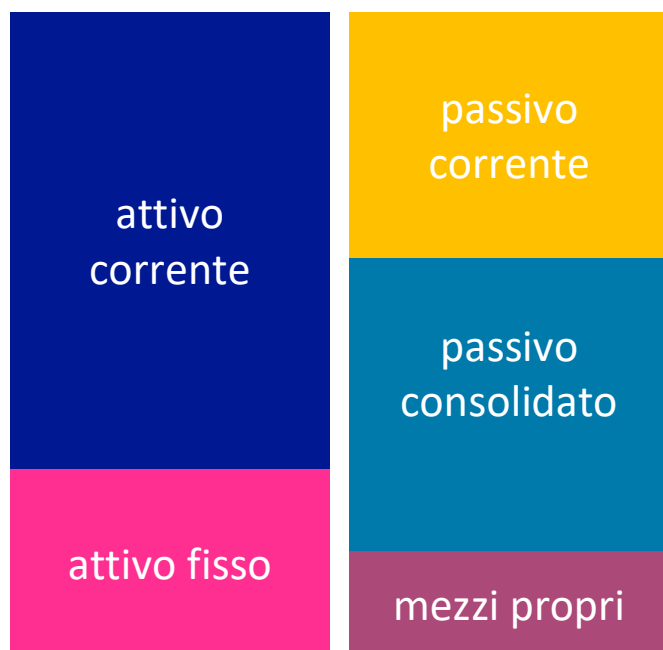 attivo
corrente
attivo fisso
passivo
corrente
passivo
consolidato
mezzi propri